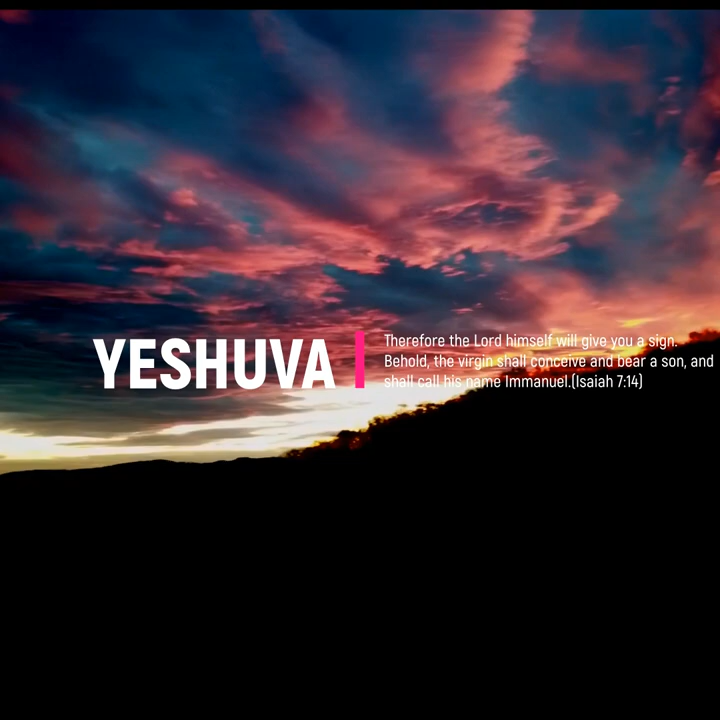 YESHUVA
Therefore the Lord himself will give you a sign.
Behold, the virgin shall conceive and bear a son, and
shall call his name Immanuel.(Isaiah 7:14)